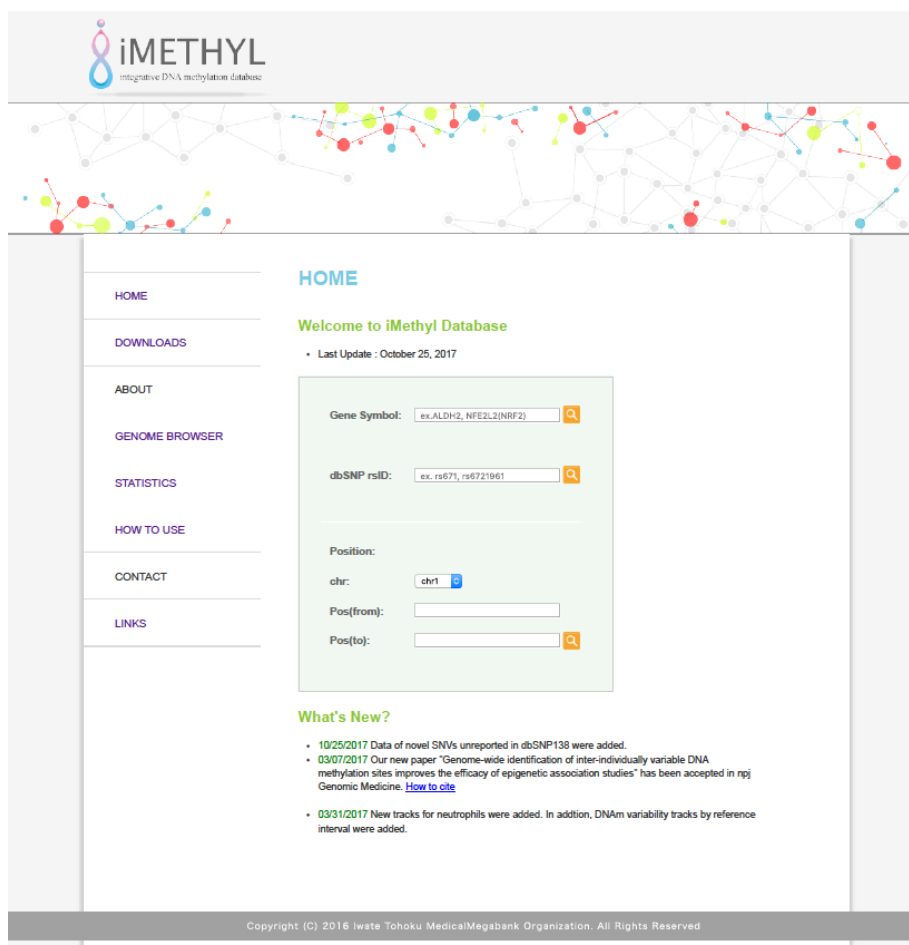 iMETHYL
integrative DNA methylation database
HOME
DOWNLOADS
ABOUT
GENOME BROWSER
STATISTICS
HOW TO USE
CONTACT
LINKS
HOME
Welcome to iMethyl Database
• Last Update : October 25, 2017
Gene Symbol: ex.ALDH2, NFE2L2(NRF2)
dbSNP rsID: ex. rs671, rs6721961
Position:
chr: chr1
Pos(from):
Pos(to):
What's New?
• 10/25/2017 Data of novel SNVs unreported in dbSNP138 were added.
• 03/07/2017 Our new paper "Genome-wide identification of inter-individually variable DNA
methylation sites improves the efficacy of epigenetic association studies" has been accepted in npj
Genomic Medicine. How to cite
• 03/31/2017 New tracks for neutrophils were added. In addtion, DNAm variability tracks by reference
interval were added.
Copyright (C) 2016 Iwate Tohoku MedicalMegabank Organization. All Rights Reserved